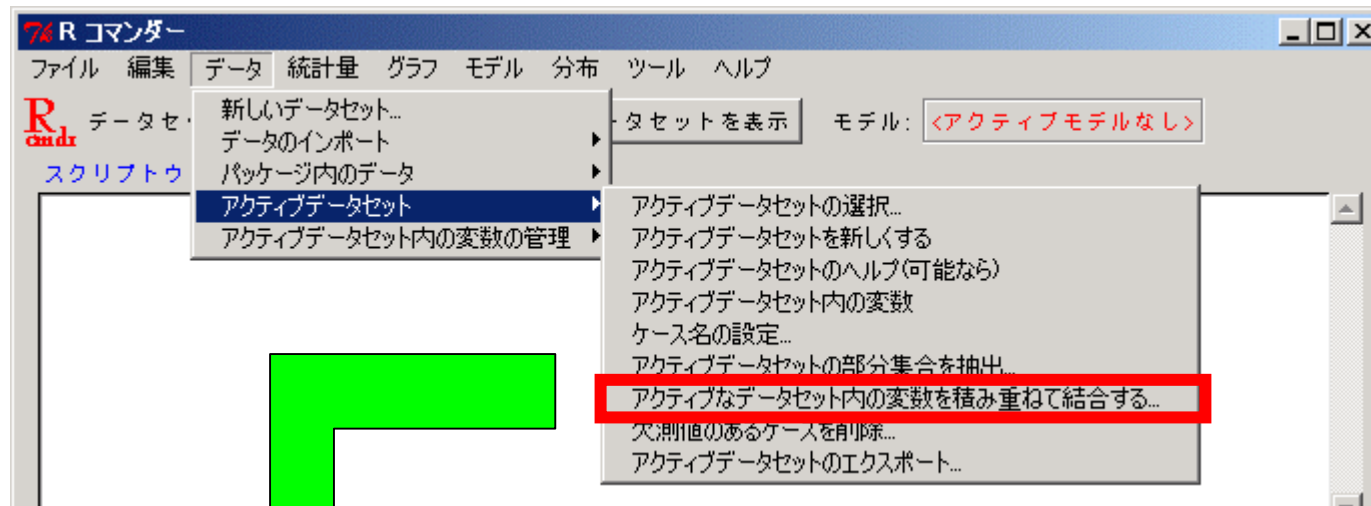 R コマンダー
ファイル 編集 データ 統計量 グラフ モデル 分布 ツール ヘルプ
R cmdr データセ タセットを表示 モデル: <アクティブモデルなし>
スクリプトウ
新しいデータセット...
データのインポート
パッケージ内のデータ
アクティブデータセット
アクティブデータセット内の変数の管理
アクティブデータセットの選択...
アクティブデータセットを新しくする
アクティブデータセットのヘルプ(可能なら)
アクティブデータセット内の変数
ケース名の設定...
アクティブデータセットの部分集合を抽出...
アクティブなデータセット内の変数を積み重ねて結合する...
欠測値のあるケースを削除...
アクティブデータセットのエクスポート...